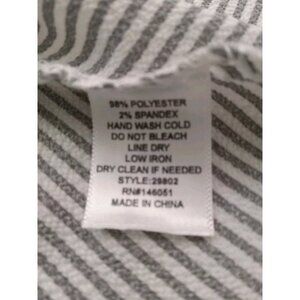 98% POLYESTER
2% SPANDEX
HAND WASH COLD
DO NOT BLEACH
LINE DRY
LOW IRON
DRY CLEAN IF NEEDED
STYLE:29802
RN#146051
MADE IN CHINA